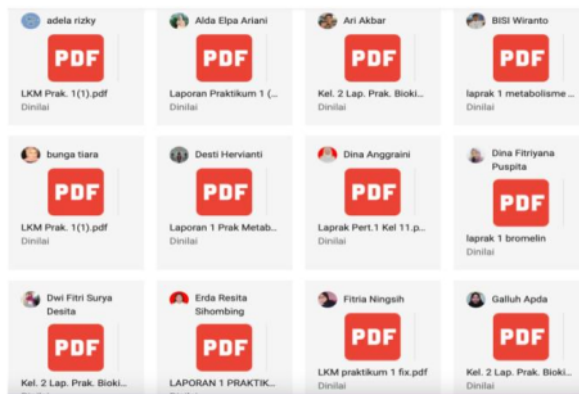 adela rizky
PDF
LKM Prak. 1(1).pdf
Dinilai
Alda Elpa Ariani
PDF
Laporan Praktikum 1 (...
Dinilai
Ari Akbar
PDF
Kel. 2 Lap. Prak. Bioki...
Dinilai
BISI Wiranto
PDF
laprak 1 metabolisme ...
Dinilai
bunga tiara
PDF
LKM Prak. 1(1).pdf
Dinilai
Desti Hervianti
PDF
Laporan 1 Prak Metab...
Dinilai
Dina Anggraini
PDF
Laprak Pert.1 Kel 11.p...
Dinilai
Dina Fitriyana
Puspita
PDF
laprak 1 bromelin
Dinilai
Dwi Fitri Surya
Desita
PDF
Kel. 2 Lap. Prak. Bioki...
Erda Resita
Sihombing
PDF
LAPORAN 1 PRAKTIK...
Fitria Ningsih
PDF
LKM praktikum 1 fix.pdf
Dinilai
Galluh Apda
PDF
Kel. 2 Lap. Prak. Bioki...
Dinilai